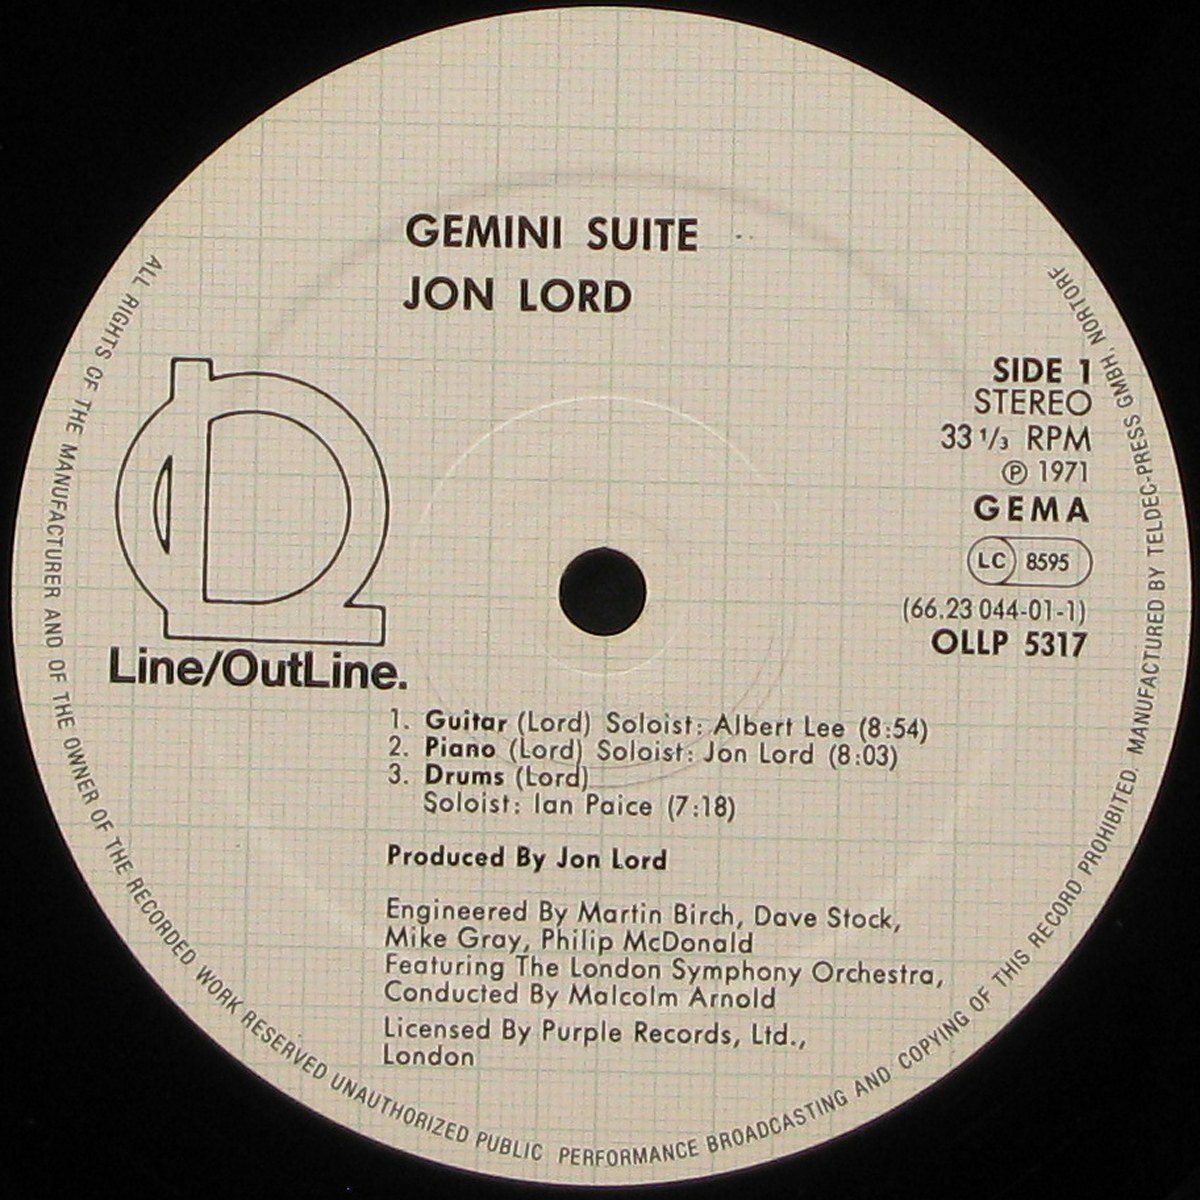 GEMINI SUITE
JON LORD
SIDE 1
STEREO
33 1/3 RPM
℗ 1971
GEMA
LC 8595
(66.23 044-01-1)
OLLP 5317
Line/OutLine.
1. Guitar (Lord) Soloist: Albert Lee (8:54)
2. Piano (Lord) Soloist: Jon Lord (8:03)
3. Drums (Lord)
Soloist: Ian Paice (7:18)
Produced By Jon Lord
Engineered By Martin Birch, Dave Stock,
Mike Gray, Philip McDonald
Featuring The London Symphony Orchestra,
Conducted By Malcolm Arnold
Licensed By Purple Records, Ltd.,
London
ALL RIGHTS OF THE MANUFACTURER AND OF THE OWNER OF THE RECORDED WORK RESERVED UNAUTHORIZED PUBLIC PERFORMANCE BROADCASTING AND COPYING OF THIS RECORD PROHIBITED. MANUFACTURED BY TELDEC-PRESS GMBH, NORTORF